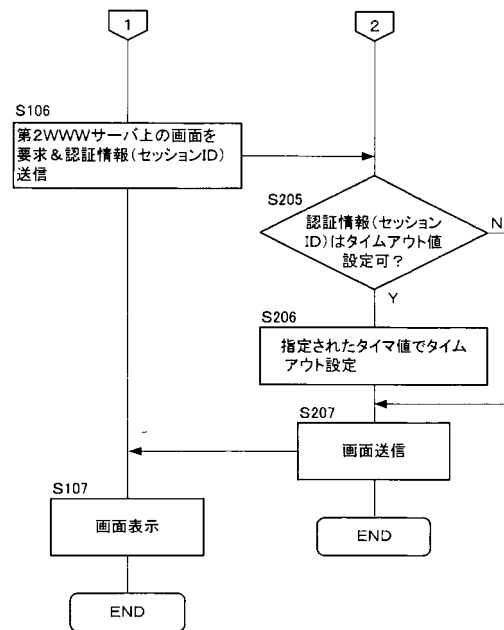 1
2
S106
第2WWWサーバ上の画面を
要求&認証情報(セッションID)
送信
S205
認証情報(セッション
ID)はタイムアウト値
設定可?
N
Y
S206
指定されたタイマ値でタイム
アウト設定
S207
画面送信
S107
画面表示
END
END